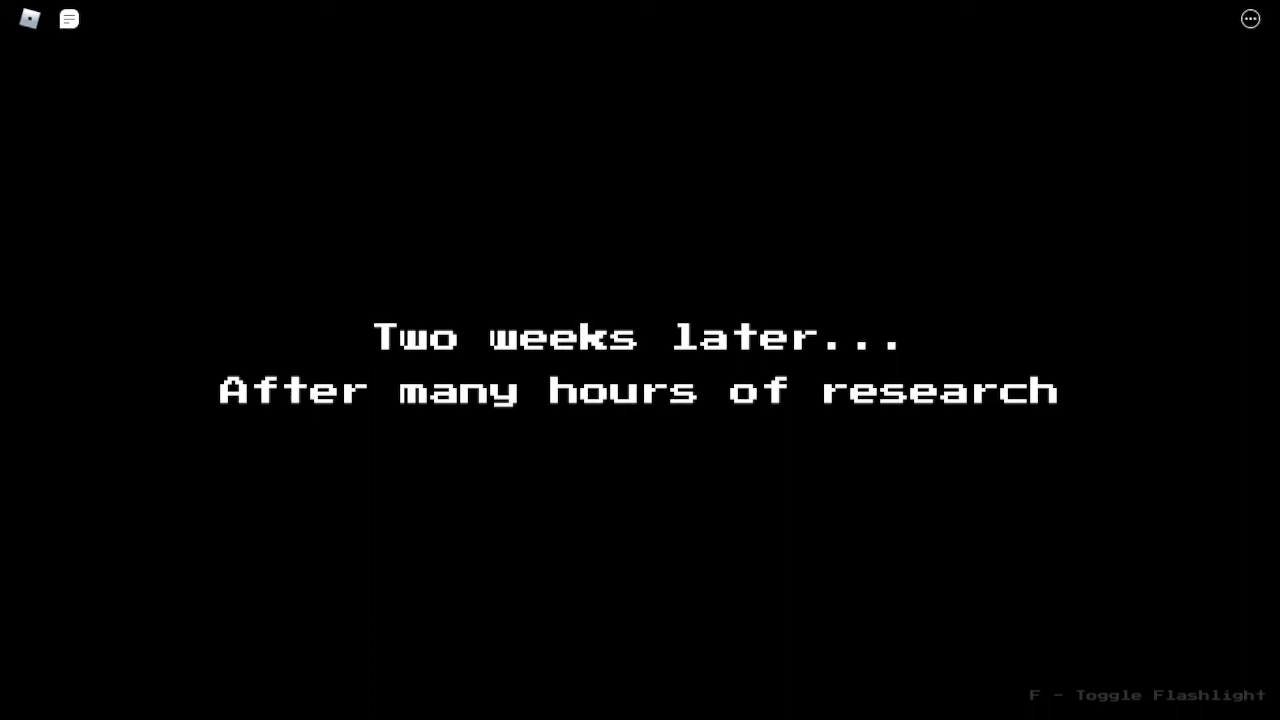 Two weeks later...
After many hours of research
F - Toggle Flashlight